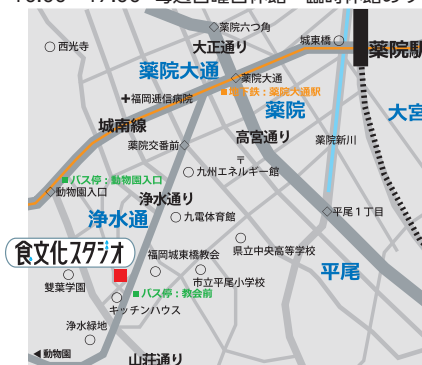 薬院六つ角
西光寺
大正通り
城東橋
薬院駅
薬院大通
薬院大通
■地下鉄：薬院大通駅
大宮
福岡逓信病院
薬院
城南線
高宮通り
薬院新川
薬院交番前
〒
九州エネルギー館
■バス停：動物園入口
動物園入口
浄水通り
浄水通
九電体育館
平尾1丁目
食文化スタジオ
福岡城東橋教会
県立中央高等学校
平尾
双葉学園
市立平尾小学校
■バス停：教会前
キッチンハウス
浄水緑地
◀動物園
山荘通り